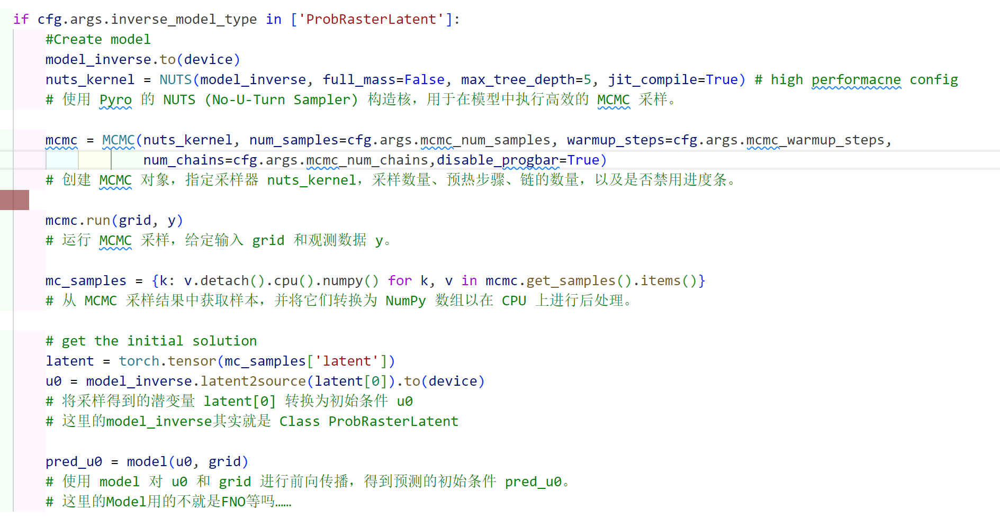 if cfg.args.inverse_model_type in ['ProbRasterLatent']:
#Create model
model_inverse.to(device)
nuts_kernel = NUTS(model_inverse, full_mass=False, max_tree_depth=5, jit_compile=True) # high performacne config
# 使用 Pyro 的 NUTS (No-U-Turn Sampler) 构造核，用于在模型中执行高效的 MCMC 采样。
mcmc = MCMC(nuts_kernel, num_samples=cfg.args.mcmc_num_samples, warmup_steps=cfg.args.mcmc_warmup_steps,
num_chains=cfg.args.mcmc_num_chains,disable_progbar=True)
# 创建 MCMC 对象，指定采样器 nuts_kernel，采样数量、预热步骤、链的数量，以及是否禁用进度条。
mcmc.run(grid, y)
# 运行 MCMC 采样，给定输入 grid 和观测数据 y。
mc_samples = {k: v.detach().cpu().numpy() for k, v in mcmc.get_samples().items()}
# 从 MCMC 采样结果中获取样本，并将它们转换为 NumPy 数组以在 CPU 上进行后处理。
# get the initial solution
latent = torch.tensor(mc_samples['latent'])
u0 = model_inverse.latent2source(latent[0]).to(device)
# 将采样得到的潜变量 latent[0] 转换为初始条件 u0
# 这里的model_inverse其实就是 Class ProbRasterLatent
pred_u0 = model(u0, grid)
# 使用 model 对 u0 和 grid 进行前向传播，得到预测的初始条件 pred_u0。
# 这里的Model用的不就是FNO等吗……